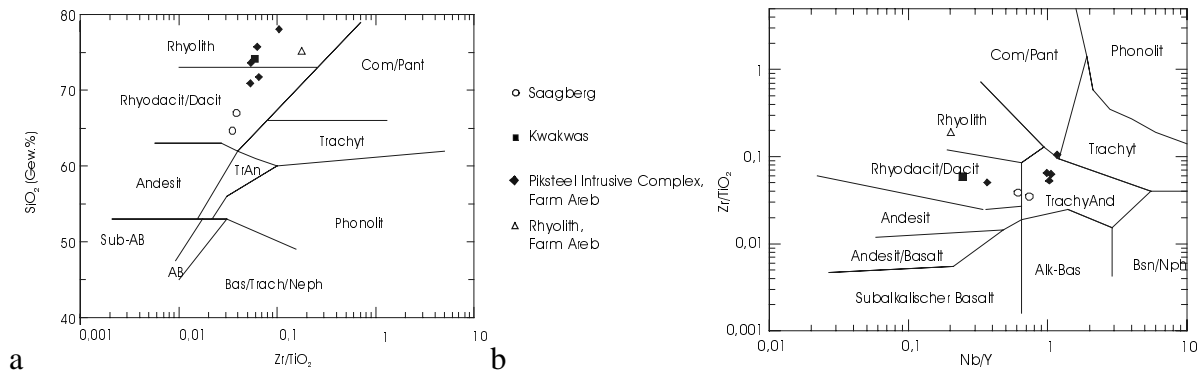 80
70
60
50
40
SiO₂ (Gew.%)
Rhyolith
Com/Pant
Rhyodacit/Dacit
Trachyt
TrAn
Andesit
Phonolit
Sub-AB
AB
Bas/Trach/Neph
0.001
0,01
0,1
1
10
Zr/TiO₂
a
Saagberg
Kwakwas
Piksteel Intrusive Complex,
Farm Areb
Rhyolith,
Farm Areb
b
1
0,1
0,01
0,001
Zr/TiO₂
Com/Pant
Phonolit
Rhyolith
Trachyt
Rhyodacit/Dacit
TrachyAnd
Andesit
Andesit/Basalt
Alk-Bas
Bsn/Nph
Subalkalischer Basalt
0,01
0,1
1
10
Nb/Y